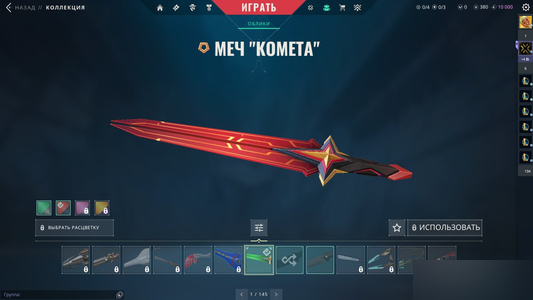 НАЗАД // КОЛЛЕКЦИЯ
ИГРАТЬ
0/4 0/3
0 380 10 000
ОБЛИКИ
МЕЧ "КОМЕТА"
ВЫБРАТЬ РАСЦВЕТКУ
ИСПОЛЬЗОВАТЬ
1 / 145
Группа: